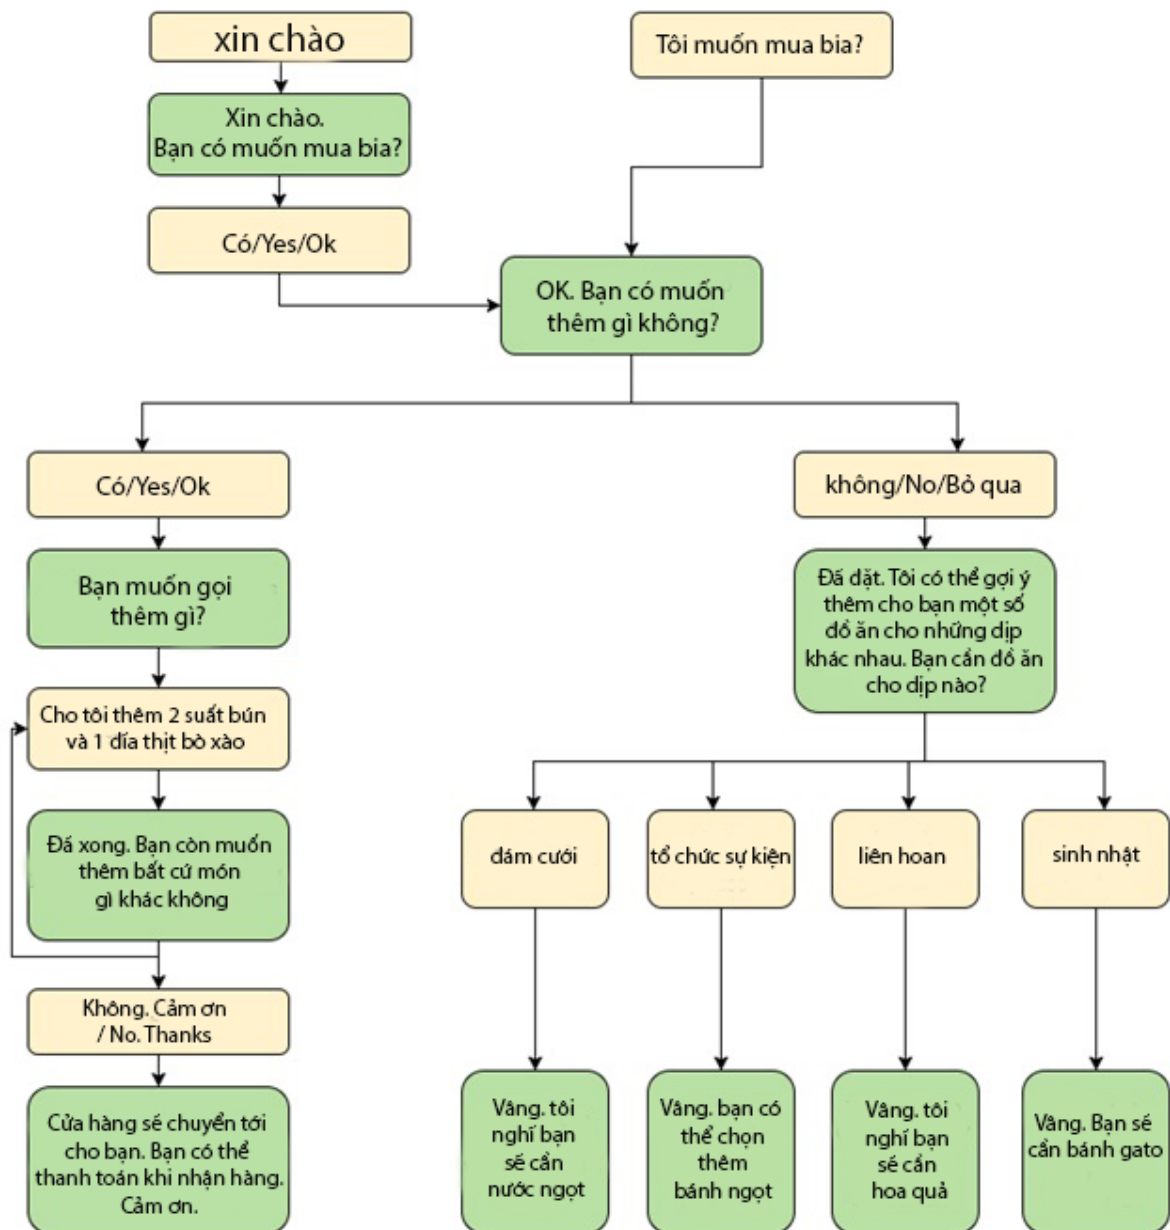 xin chào
Tôi muốn mua bia?
Xin chào.
Bạn có muốn mua bia?
Có/Yes/Ok
OK. Bạn có muốn
thêm gì không?
Có/Yes/Ok
không/No/Bỏ qua
Bạn muốn gọi
thêm gì?
Đã đặt. Tôi có thể gợi ý
thêm cho bạn một số
đồ ăn cho những dịp
khác nhau. Bạn cần đồ ăn
cho dịp nào?
Cho tôi thêm 2 suất bún
và 1 đĩa thịt bò xào
Đã xong. Bạn còn muốn
thêm bất cứ món
gì khác không
đám cưới
tổ chức sự kiện
liên hoan
sinh nhật
Không. Cảm ơn
/ No. Thanks
Cửa hàng sẽ chuyển tới
cho bạn. Bạn có thể
thanh toán khi nhận hàng.
Cảm ơn.
Vâng. tôi
nghĩ bạn
sẽ cần
nước ngọt
Vâng. bạn có
thể chọn
thêm
bánh ngọt
Vâng. tôi
nghĩ bạn
sẽ cần
hoa quả
Vâng. Bạn sẽ
cần bánh gato